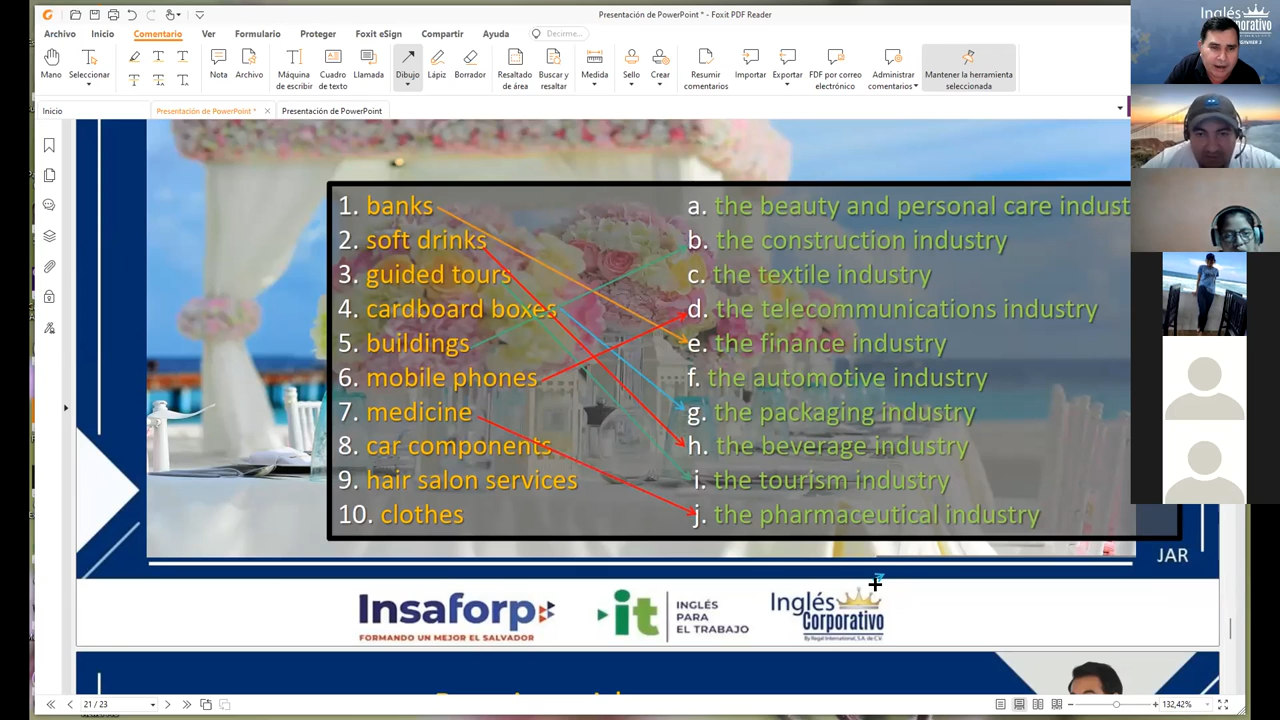 Presentación de PowerPoint * - Foxit PDF Reader
Archivo Inicio Comentario Ver Formulario Proteger Foxit eSign Compartir Ayuda Decirme...
Mano Seleccionar Nota Archivo Máquina de escribir Cuadro de texto Llamada Dibujo Lápiz Borrador Resaltado de área Buscar y resaltar Medida Sello Crear Resumir comentarios Importar Exportar PDF por correo electrónico Administrar comentarios Mantener la herramienta seleccionada
Inicio Presentación de PowerPoint * Presentación de PowerPoint
Inglés
Corporativo
1. banks
2. soft drinks
3. guided tours
4. cardboard boxes
5. buildings
6. mobile phones
7. medicine
8. car components
9. hair salon services
10. clothes
a. the beauty and personal care indust
b. the construction industry
c. the textile industry
d. the telecommunications industry
e. the finance industry
f. the automotive industry
g. the packaging industry
h. the beverage industry
i. the tourism industry
j. the pharmaceutical industry
JAR
Insaforp
FORMANDO UN MEJOR EL SALVADOR
it
INGLÉS
PARA
EL TRABAJO
Inglés
Corporativo
By Regal International, S.A. de C.V.
21 / 23
132,42%